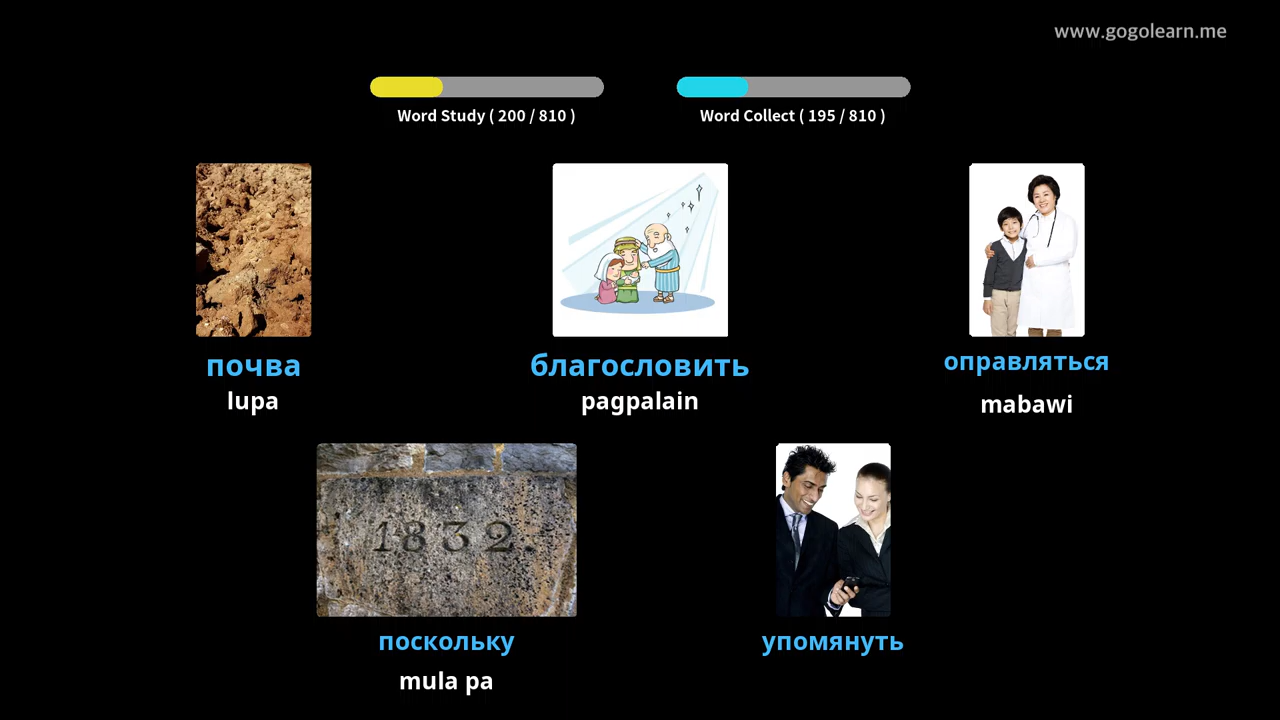 www.gogolearn.me
Word Study ( 200 / 810 )
Word Collect ( 195 / 810 )
почва
lupa
благословить
pagpalain
оправляться
mabawi
1832.
поскольку
mula pa
упомянуть